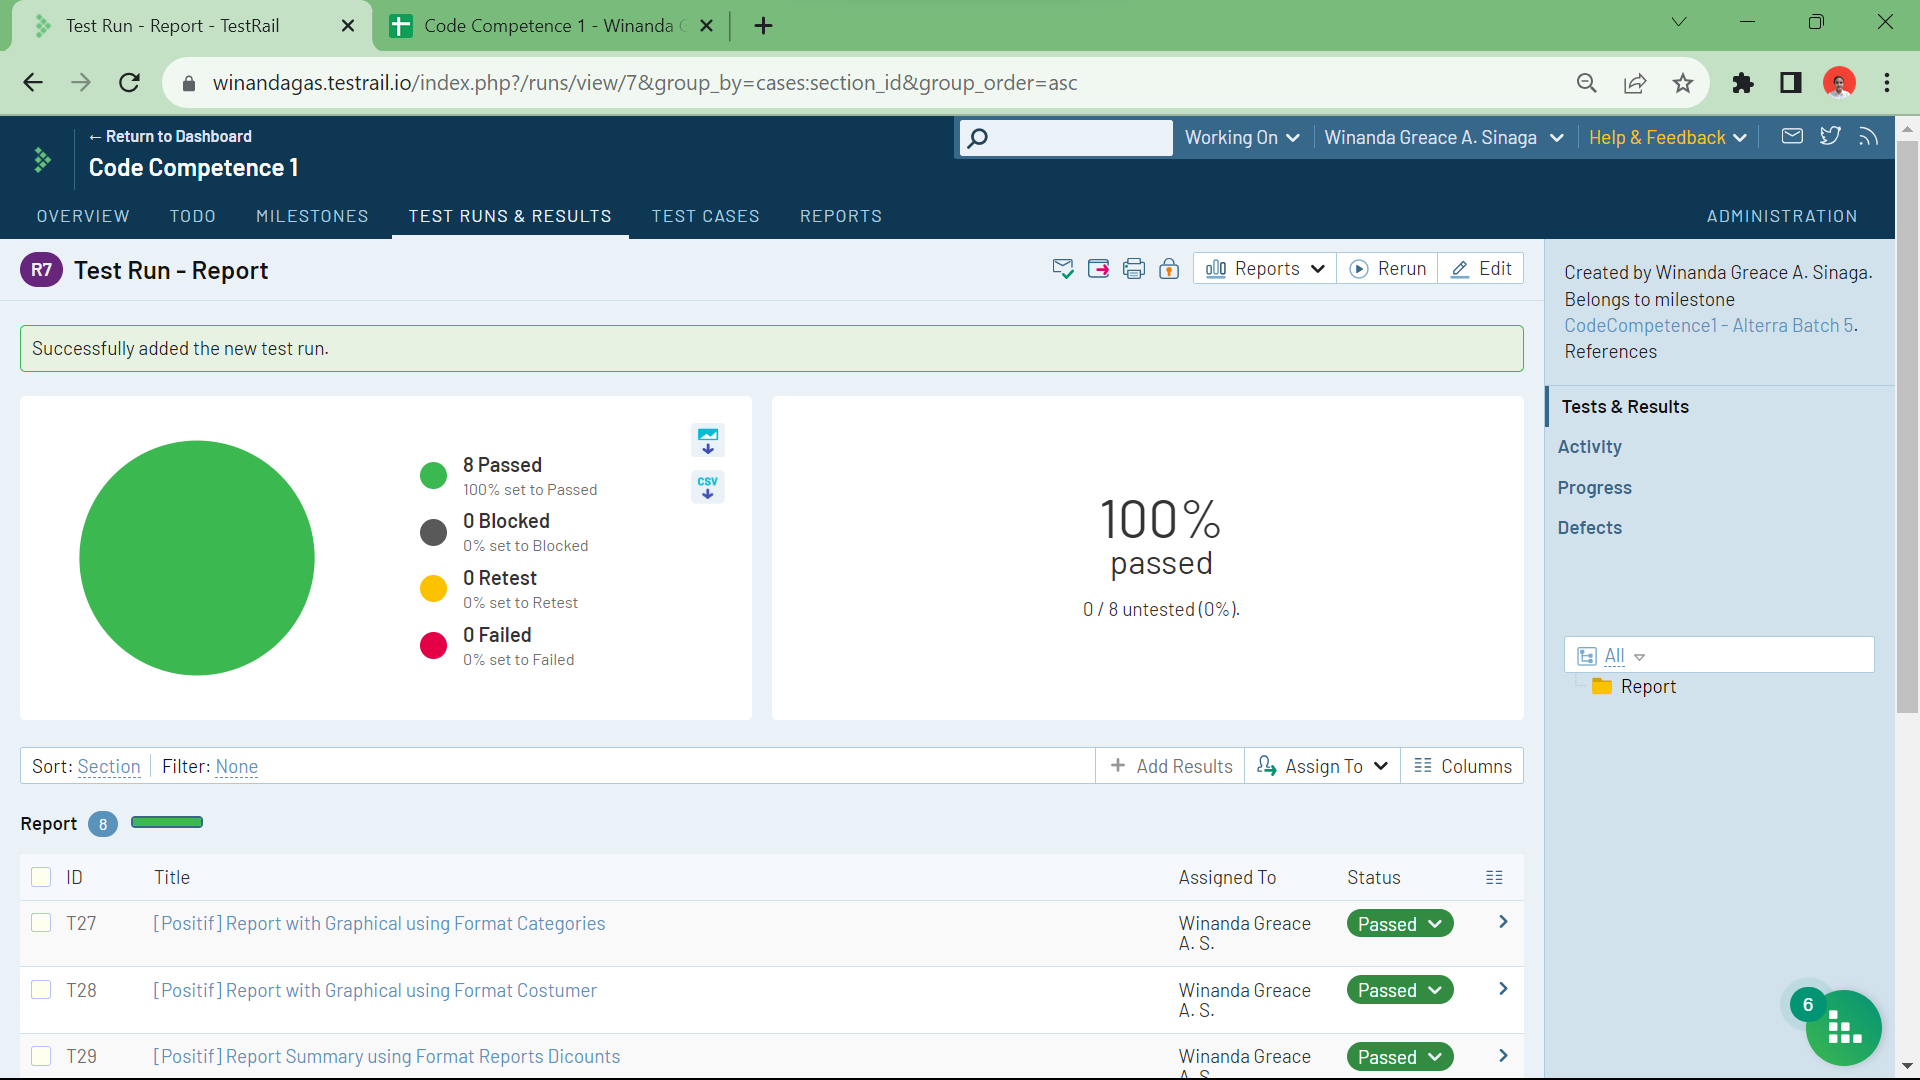 Test Run - Report - TestRail
Code Competence 1 - Winanda G
winandagas.testrail.io/index.php?/runs/view/7&group_by=cases:section_id&group_order=asc
← Return to Dashboard
Code Competence 1
Working On
Winanda Greace A. Sinaga
Help & Feedback
OVERVIEW
TODO
MILESTONES
TEST RUNS & RESULTS
TEST CASES
REPORTS
ADMINISTRATION
R7
Test Run - Report
Reports
Rerun
Edit
Successfully added the new test run.
8 Passed
100% set to Passed
0 Blocked
0% set to Blocked
0 Retest
0% set to Retest
0 Failed
0% set to Failed
CSV
100%
passed
0 / 8 untested (0%).
Created by Winanda Greace A. Sinaga.
Belongs to milestone
CodeCompetence1 - Alterra Batch 5.
References
Tests & Results
Activity
Progress
Defects
All
Report
Sort: Section
Filter: None
+ Add Results
Assign To
Columns
Report 8
ID Title Assigned To Status
T27 [Positif] Report with Graphical using Format Categories Winanda Greace Passed
A. S.
T28 [Positif] Report with Graphical using Format Costumer Winanda Greace Passed
A. S.
T29 [Positif] Report Summary using Format Reports Dicounts Winanda Greace Passed
A. S.
6